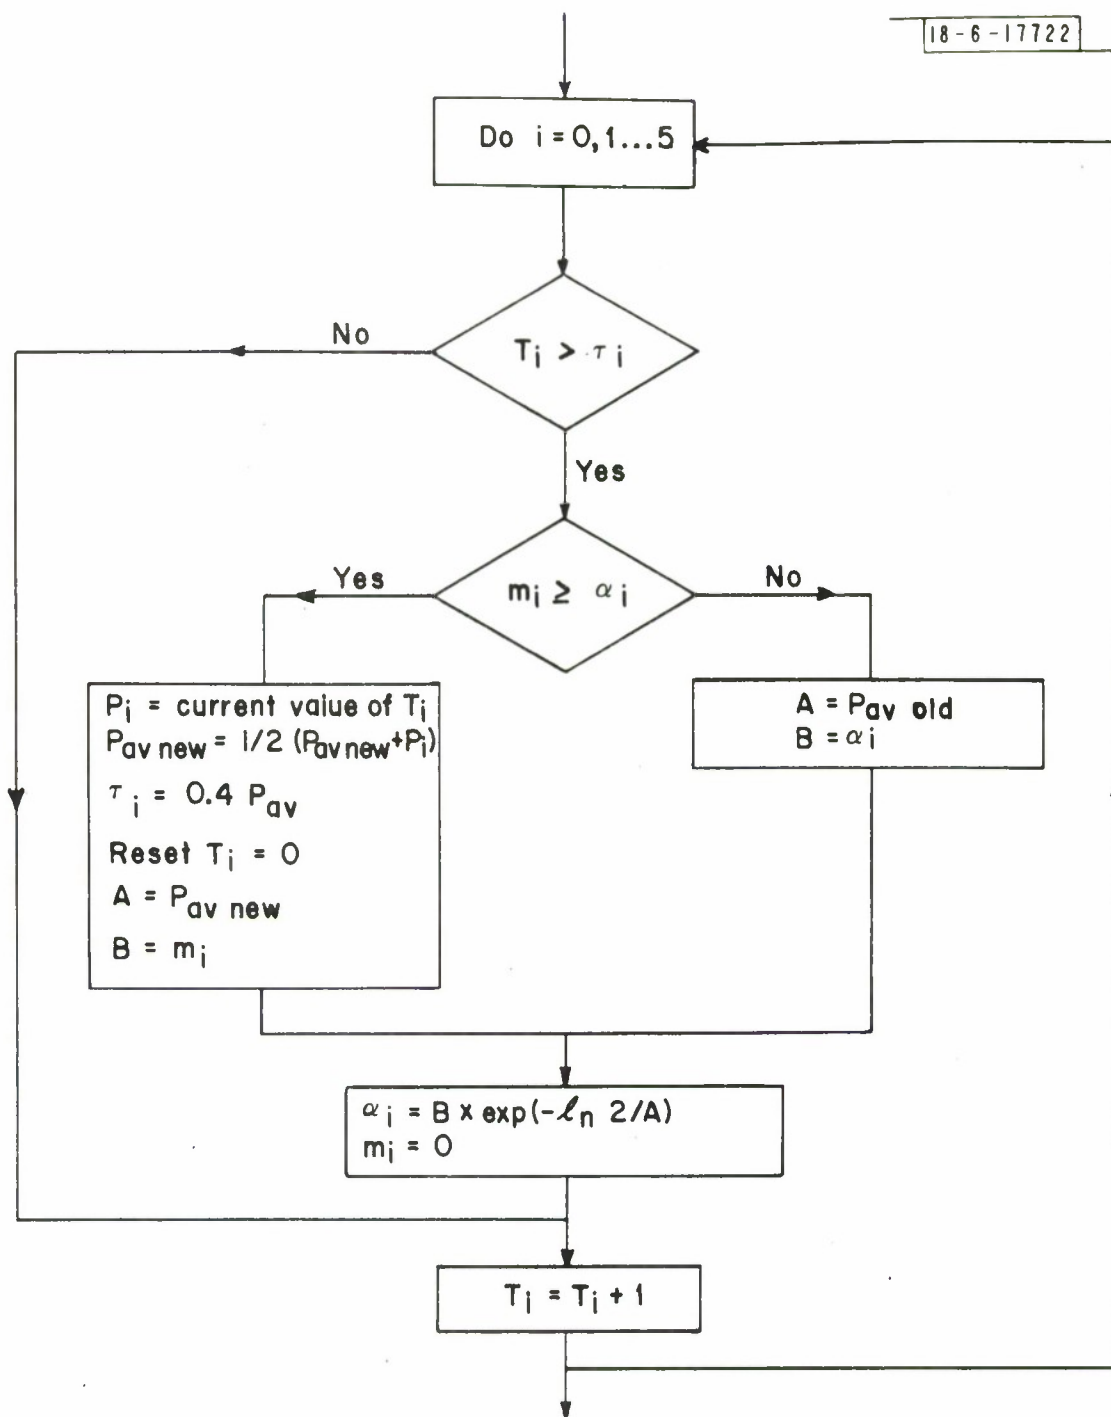 18-6-17722
Do i = 0, 1...5
No
Ti > τi
Yes
Yes
mi ≥ αi
No
Pi = current value of Ti
Pav new = 1/2 (Pav new + Pi)
τi = 0.4 Pav
Reset Ti = 0
A = Pav new
B = mi
A = Pav old
B = αi
αi = B x exp(-ℓn 2/A)
mi = 0
Ti = Ti + 1